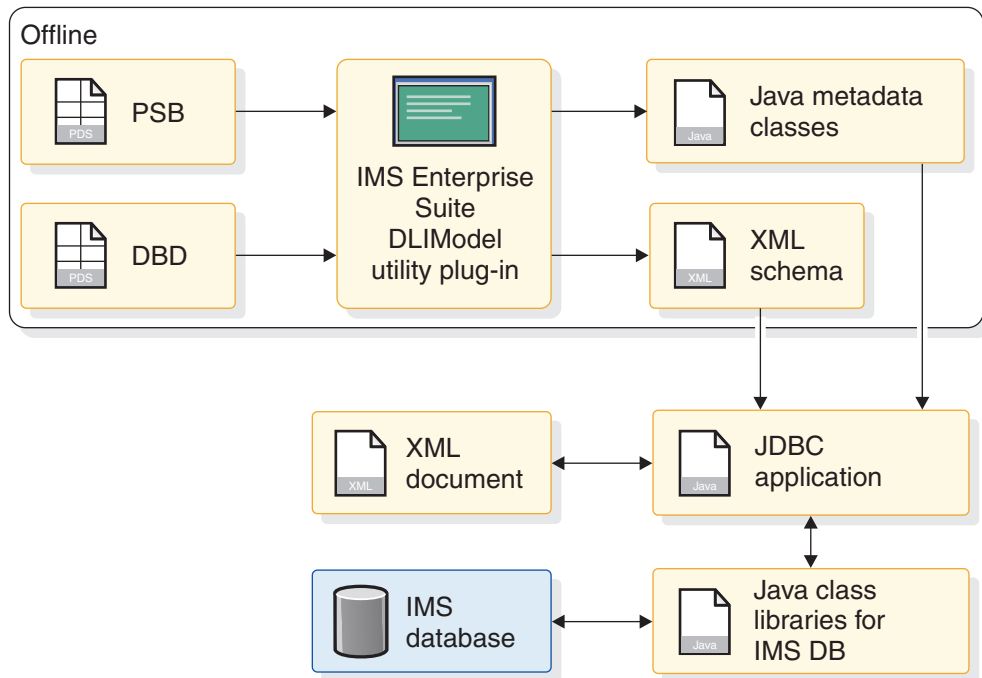 Offline
PDS
PSB
PDS
DBD
IMS Enterprise
Suite
DLIModel
utility plug-in
Java
Java metadata
classes
XML
XML
schema
XML
XML
document
Java
JDBC
application
IMS
database
Java
Java class
libraries for
IMS DB